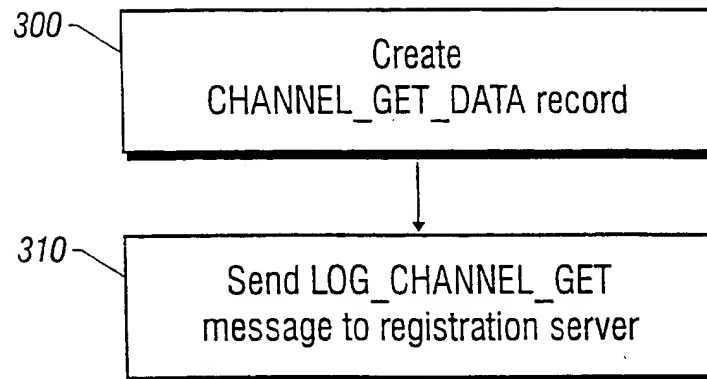 300
Create
CHANNEL_GET_DATA record
310
Send LOG_CHANNEL_GET
message to registration server